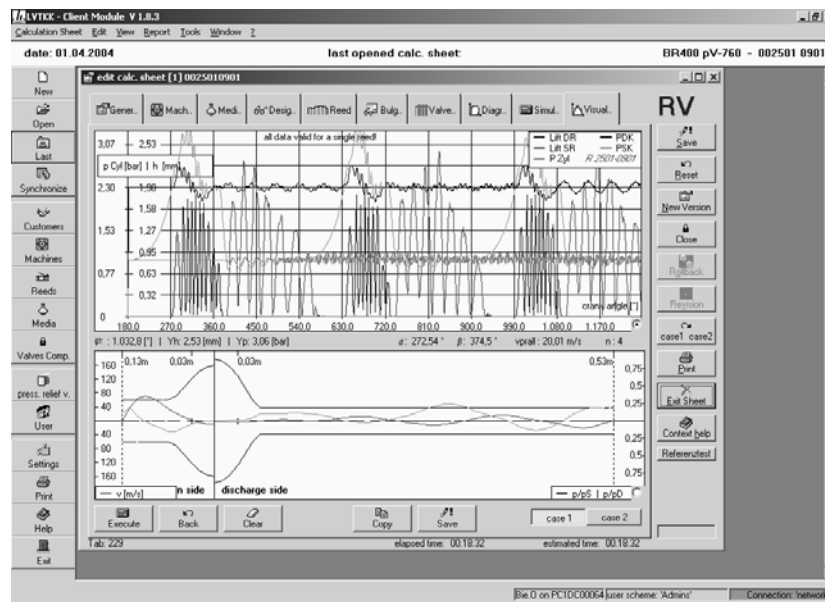 LVTKK - Client Module V 1.8.3
Calculation Sheet Edit View Report Tools Window ?
date: 01.04.2004 last opened calc. sheet: BR400 pV-760 - 002501 0901
New
Open
Last
Synchronize
Customers
Machines
Reeds
Media
Valves Comp.
press. relief v.
User
Settings
Print
Help
Exit
edit calc. sheet [1] 0025010901
Gener.. Mach.. Medi.. Desig.. Reed Bulg.. Valve.. Diagr.. Simul.. Visual..
all data valid for a single reed!
Lift DR PDK
Lift SR PSK
P Zyl R 2501-0901
p Cyl [bar] | h [mm]
3,07 2,53
2,30 1,90
1,58
1,53 1,27
0,95
0,77 0,63
0,32
0
crank angle [°]
180,0 270,0 360,0 450,0 540,0 630,0 720,0 810,0 900,0 990,0 1.080,0 1.170,0
φ: : 1.032,8 [°] | Yh: 2,53 [mm] | Yp: 3,06 [bar] α: 272,54 ° β: 374,5 ° vprall : 20,01 m/s n : 4
0,13m 0,03m 0,03m 0,53m
160
120
80
40
40
80
120
160
0,75
0,5
0,25
0,25
0,5
0,75
v [m/s] n side discharge side p/pS | p/pD
Execute Back Clear Copy Save case 1 case 2
Tab: 229 elapsed time: 00:18:32 estimated time: 00:18:32
RV
Save
Reset
New Version
Close
Rollback
Revision
case1 case2
Print
Exit Sheet
Context help
Referenztest
Bie.O on PC1DC00064 user scheme: 'Admins' Connection: 'network